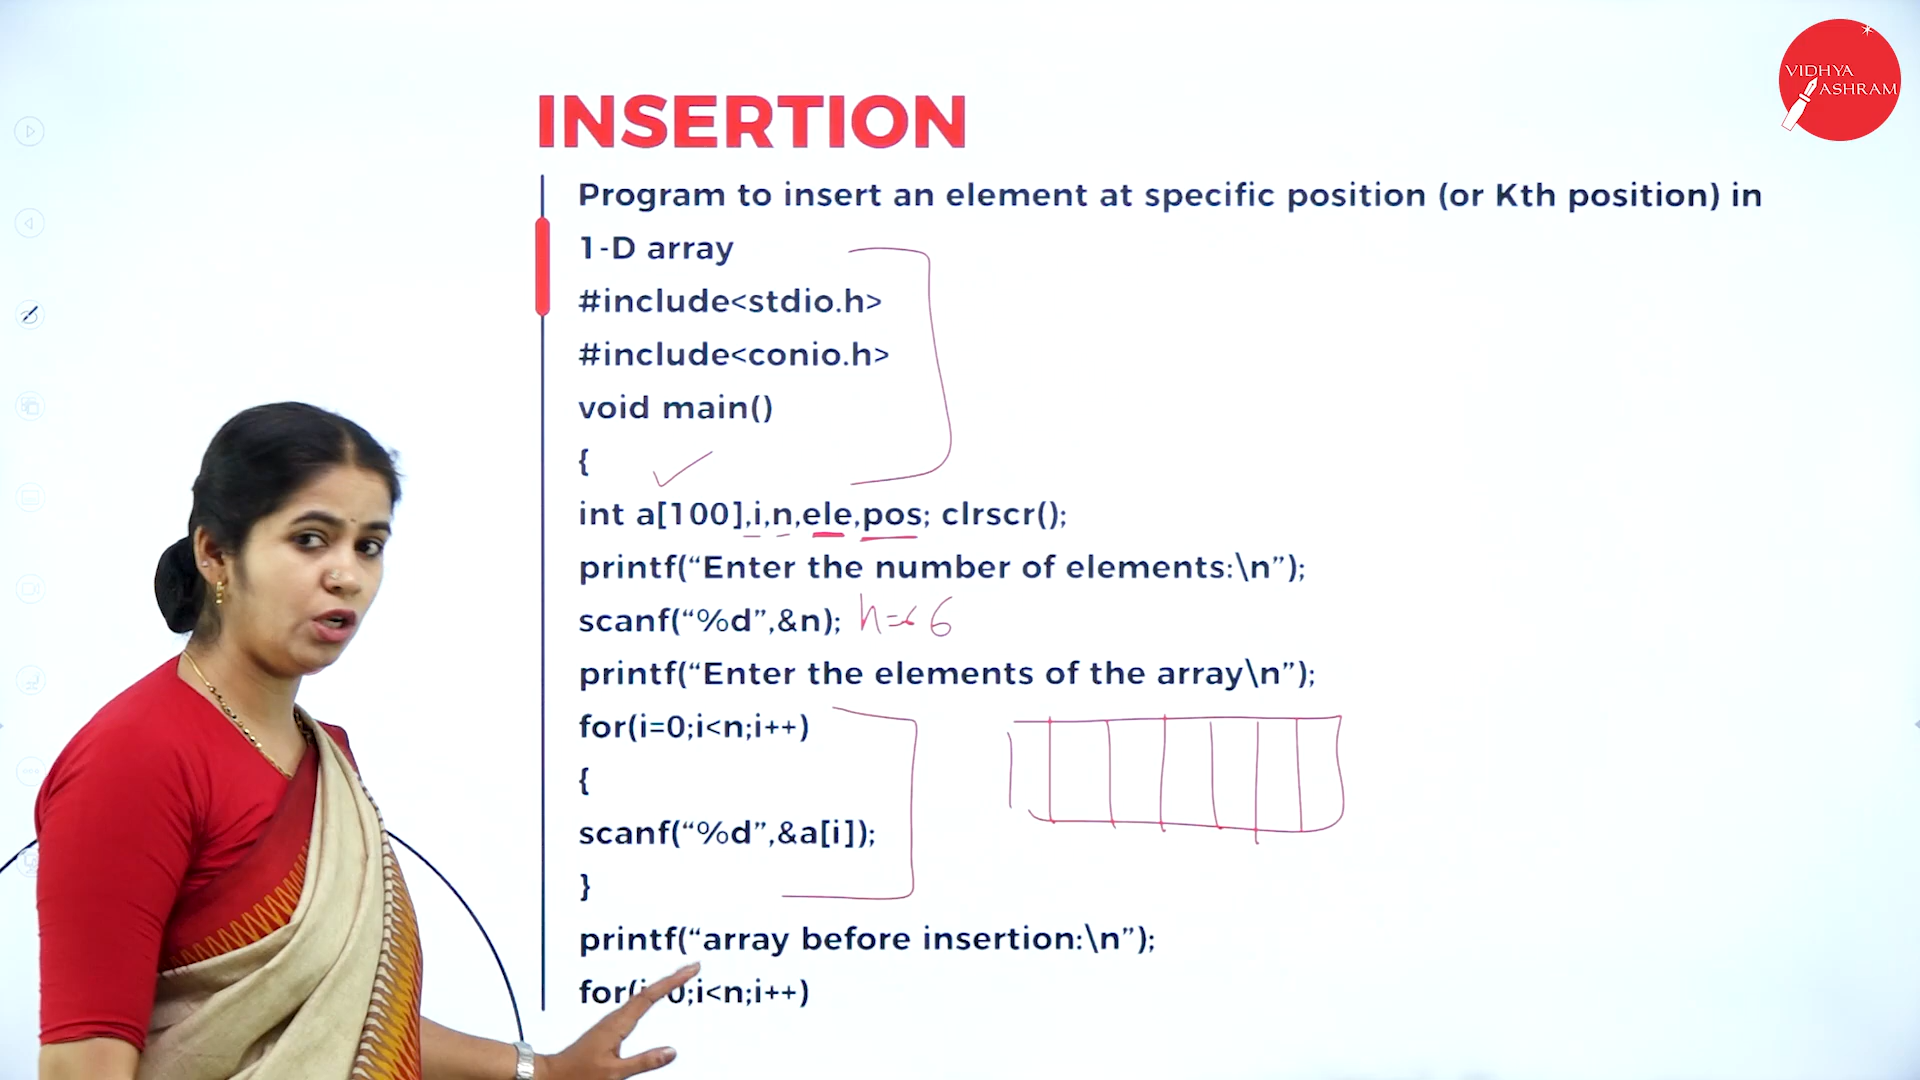 VIDHYA
ASHRAM
INSERTION
Program to insert an element at specific position (or Kth position) in
1-D array
#include<stdio.h>
#include<conio.h>
void main()
{
int a[100],i,n,ele,pos; clrscr();
printf(“Enter the number of elements:\n”);
scanf(“%d”,&n); n = 6
printf(“Enter the elements of the array\n”);
for(i=0;i<n;i++)
{
scanf(“%d”,&a[i]);
}
printf(“array before insertion:\n”);
for(i=0;i<n;i++)